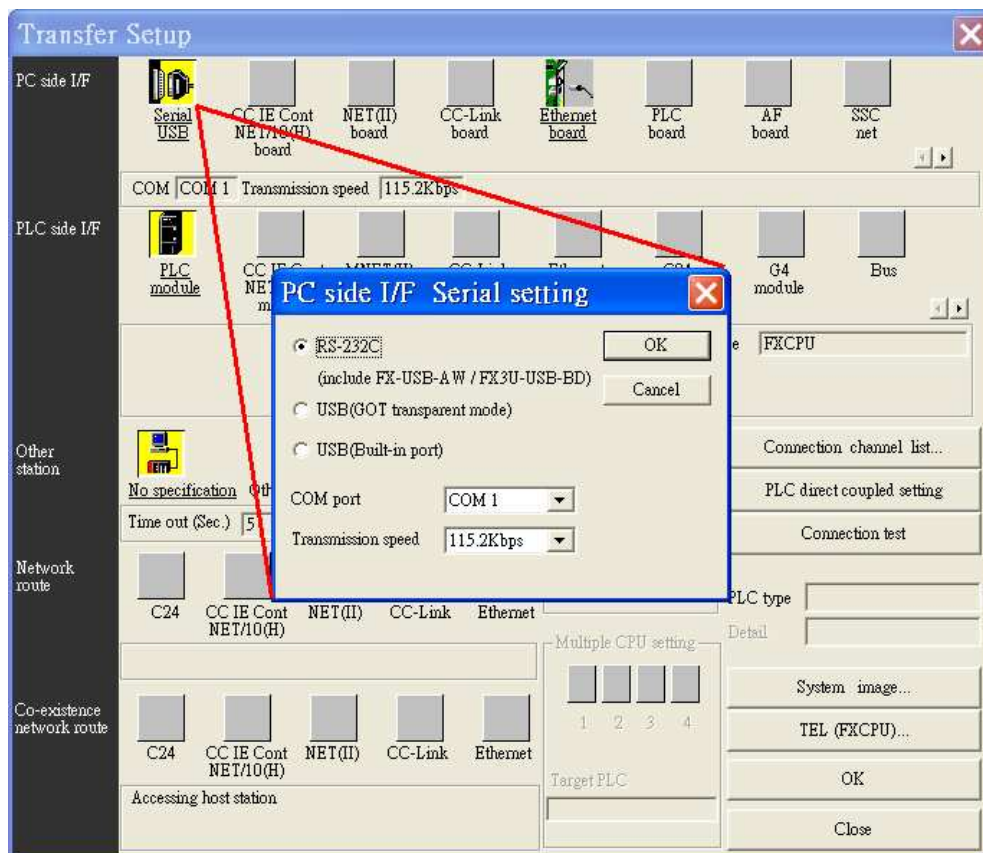 Transfer Setup
PC side I/F
Serial USB
CC IE Cont NET/10(H) board
NET(II) board
CC-Link board
Ethernet board
PLC board
AF board
SSC net
COM COM 1 Transmission speed 115.2Kbps
PLC side I/F
PLC module
G4 module
Bus
FXCPU
PC side I/F Serial setting
RS-232C
(include FX-USB-AW / FX3U-USB-BD)
USB(GOT transparent mode)
USB(Built-in port)
COM port COM 1
Transmission speed 115.2Kbps
OK
Cancel
Other station
No specification
Time out (Sec.) 5
Connection channel list...
PLC direct coupled setting
Connection test
PLC type
Detail
System image...
TEL (FXCPU)...
OK
Close
Network route
C24
CC IE Cont NET/10(H)
NET(II)
CC-Link
Ethernet
Multiple CPU setting
1 2 3 4
Target PLC
Co-existence network route
C24
CC IE Cont NET/10(H)
NET(II)
CC-Link
Ethernet
Accessing host station